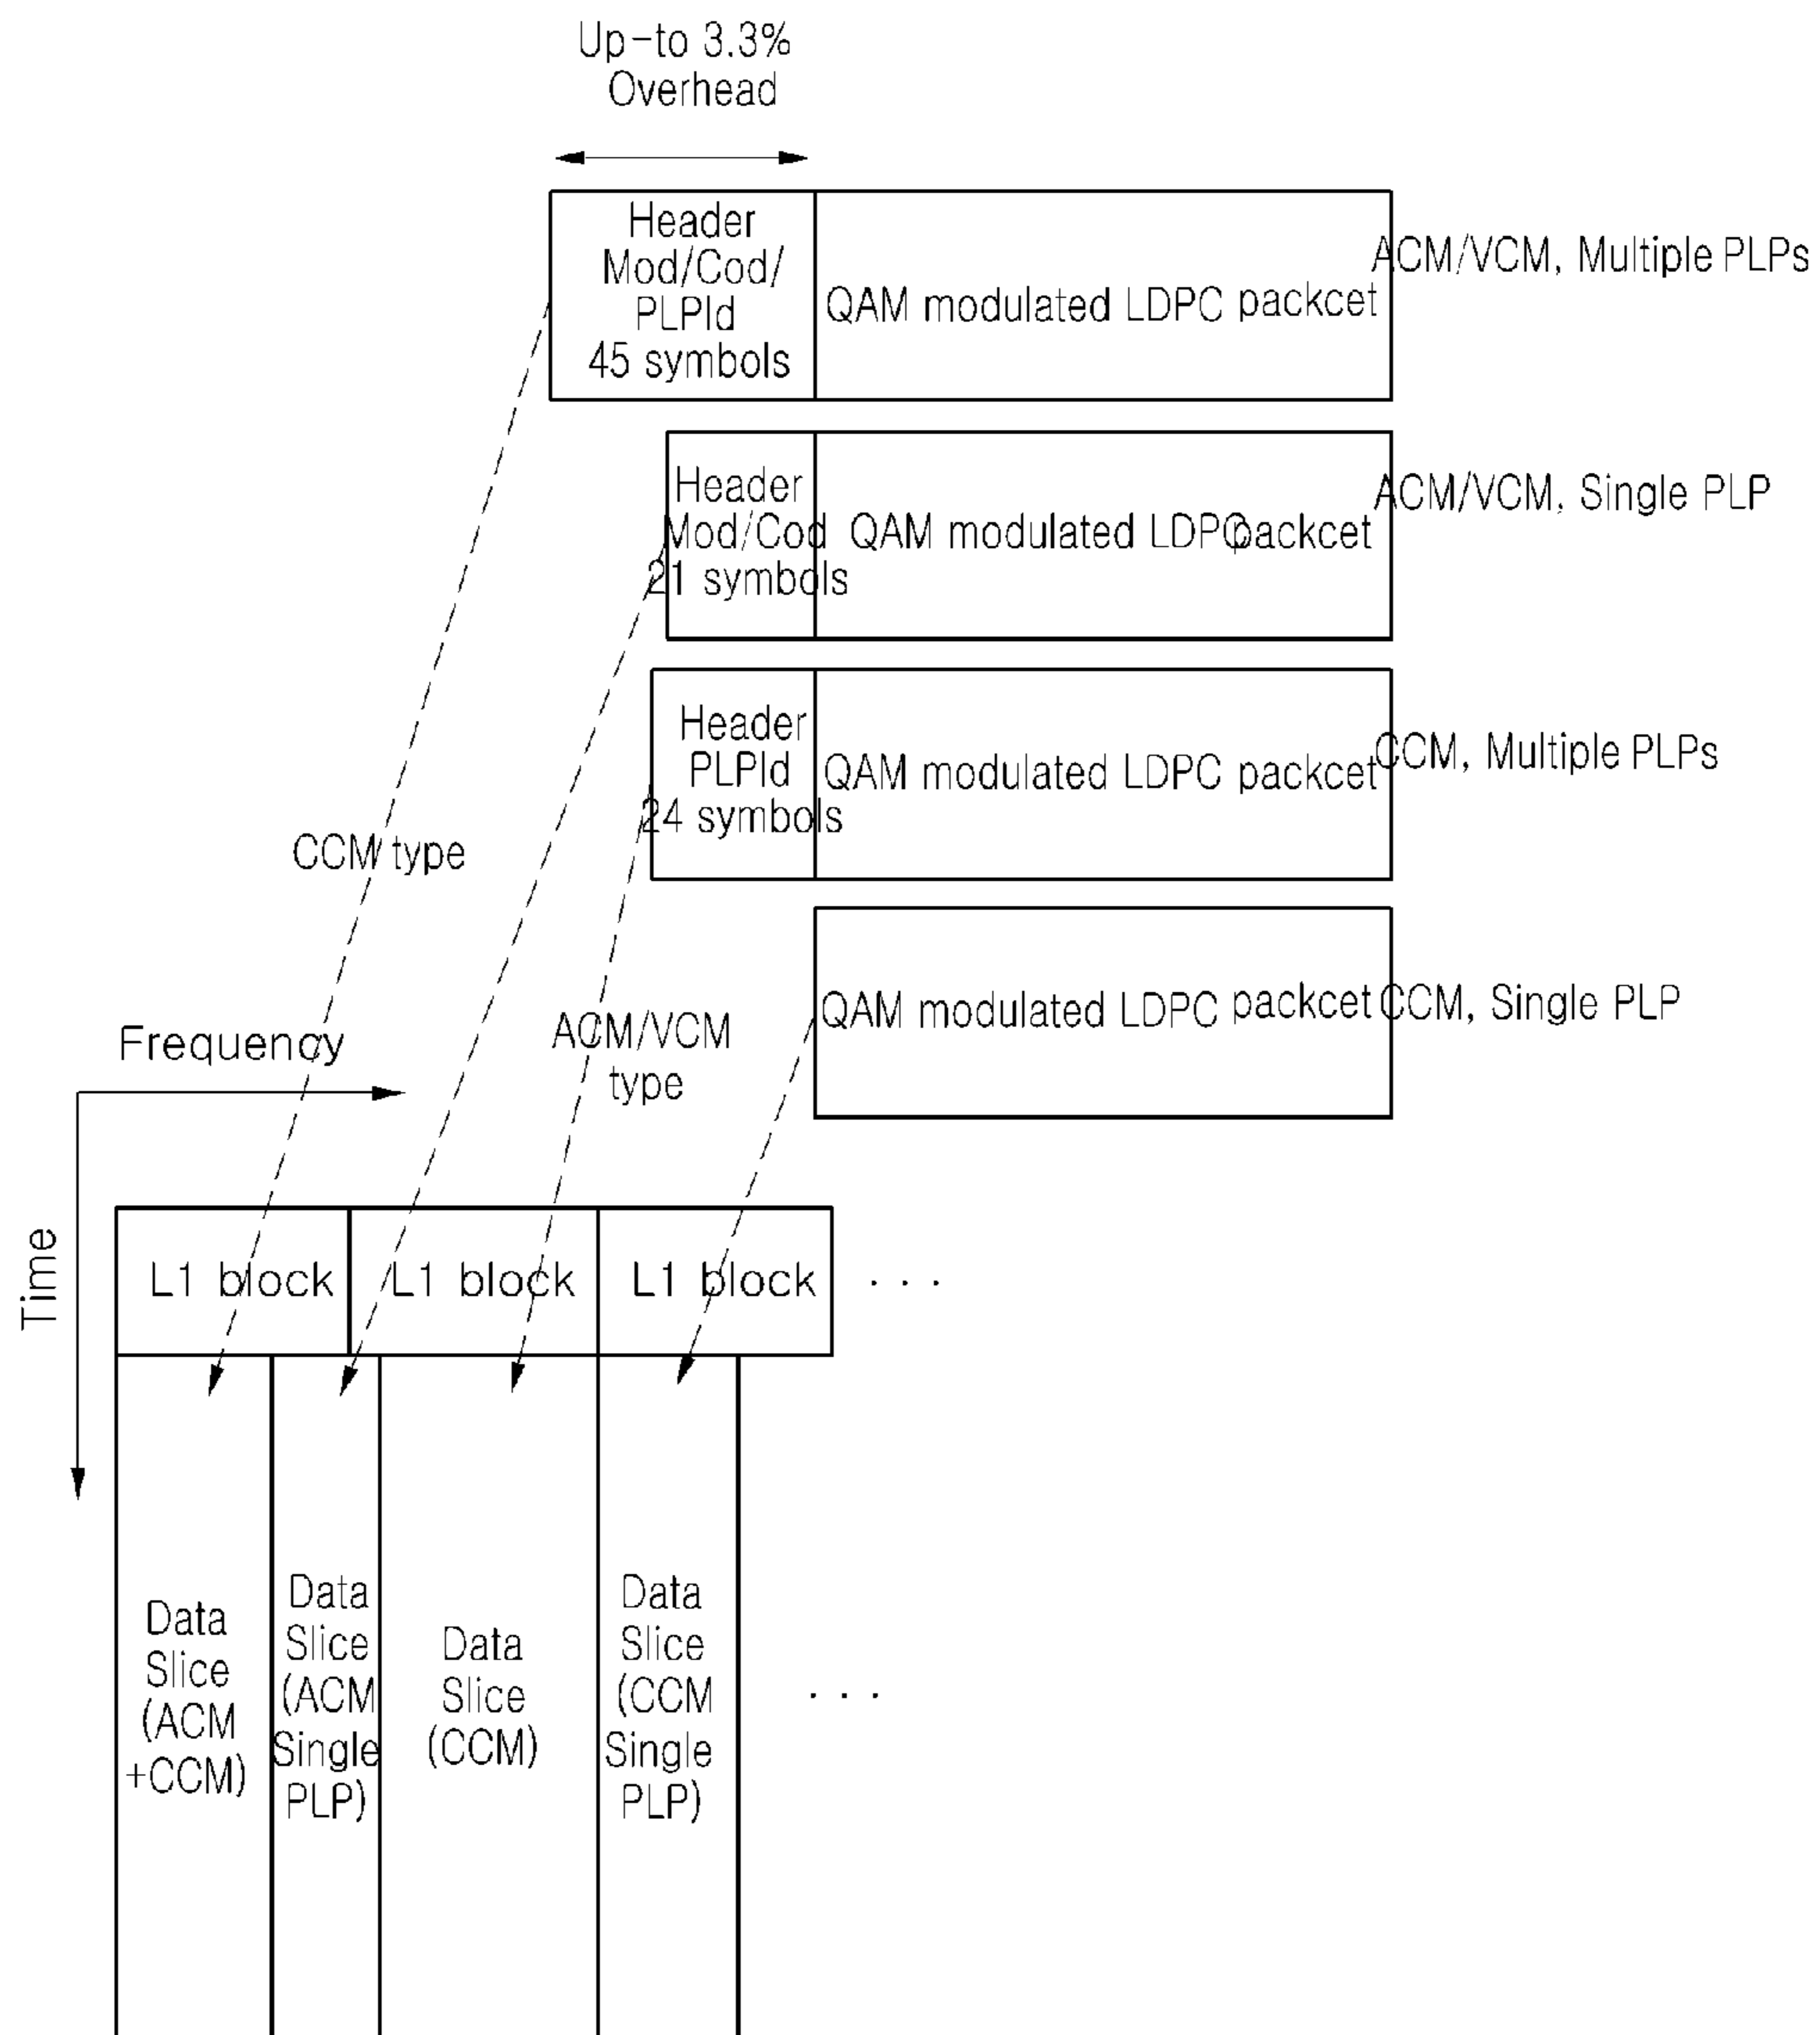 Up-to 3.3%
Overhead
Header
Mod/Cod/
PLPId
45 symbols
QAM modulated LDPC packcet
ACM/VCM, Multiple PLPs
Header
Mod/Cod
21 symbols
QAM modulated LDPC packcet
ACM/VCM, Single PLP
Header
PLPId
24 symbols
QAM modulated LDPC packcet
CCM, Multiple PLPs
CCM type
QAM modulated LDPC packcet
CCM, Single PLP
ACM/VCM
type
Frequency
Time
L1 block
L1 block
L1 block
. . .
Data
Slice
(ACM
+CCM)
Data
Slice
(ACM
Single
PLP)
Data
Slice
(CCM)
Data
Slice
(CCM
Single
PLP)
. . .